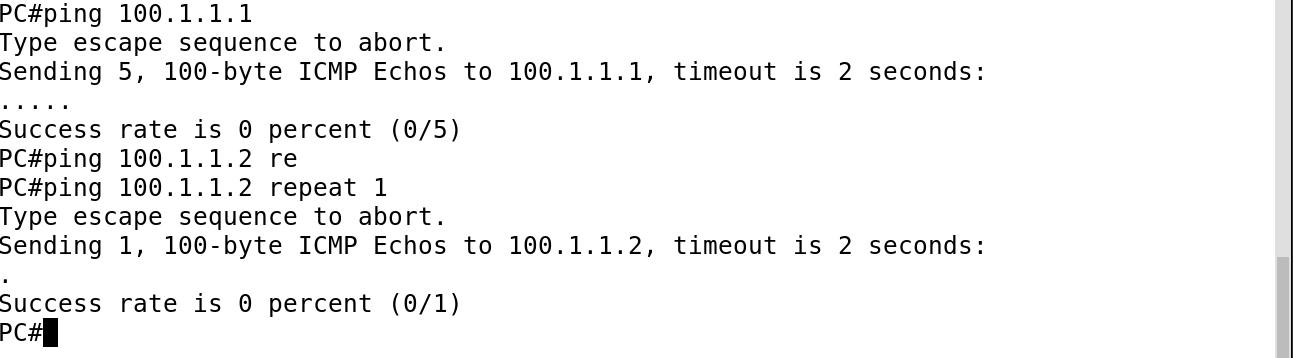 PC#ping 100.1.1.1
Type escape sequence to abort.
Sending 5, 100-byte ICMP Echos to 100.1.1.1, timeout is 2 seconds:
.....
Success rate is 0 percent (0/5)
PC#ping 100.1.1.2 re
PC#ping 100.1.1.2 repeat 1
Type escape sequence to abort.
Sending 1, 100-byte ICMP Echos to 100.1.1.2, timeout is 2 seconds:
.
Success rate is 0 percent (0/1)
PC#